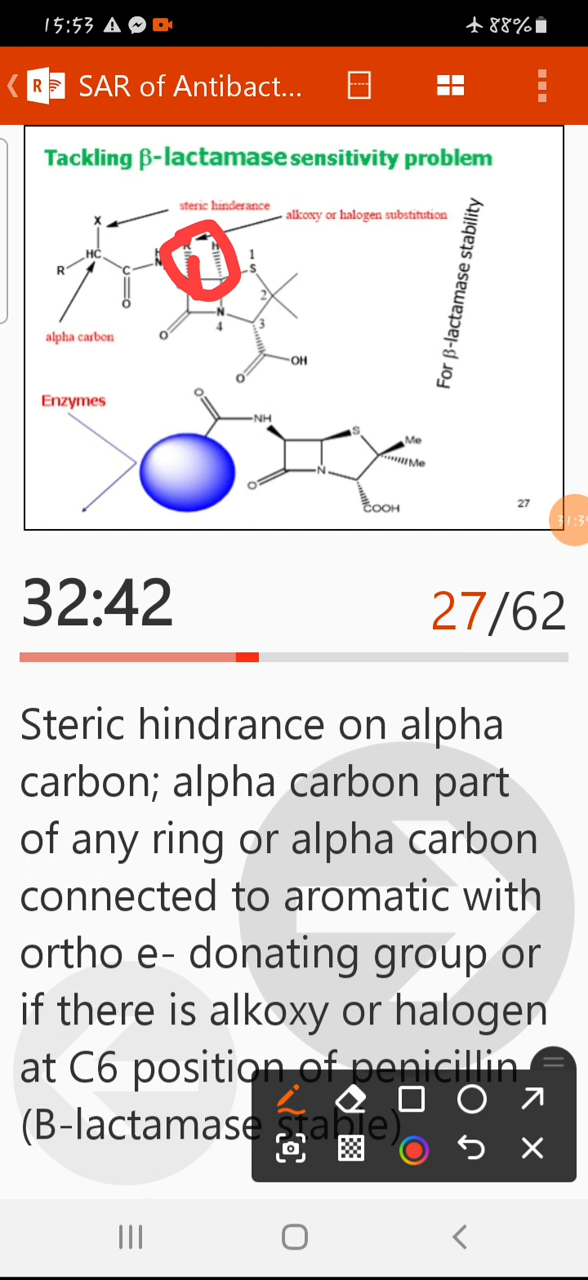 15:53
88%
SAR of Antibact...
Tackling β-lactamase sensitivity problem
steric hinderance
alkoxy or halogen substitution
X
HC
R
C
O
H
1
S
2
N
3
4
O
OH
O
alpha carbon
For β-lactamase stability
Enzymes
O
NH
S
Me
Me
N
O
COOH
27
32:42
27/62
Steric hindrance on alpha
carbon; alpha carbon part
of any ring or alpha carbon
connected to aromatic with
ortho e- donating group or
if there is alkoxy or halogen
at C6 position of penicillin
(B-lactamase stable)